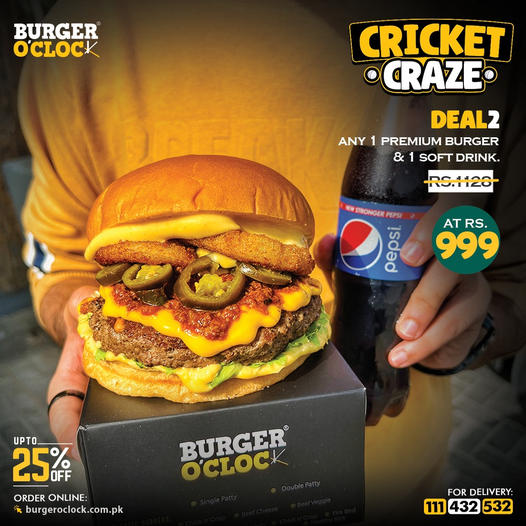 BURGER®
O'CLOCK
CRICKET
CRAZE
DEAL2
ANY 1 PREMIUM BURGER
& 1 SOFT DRINK.
RS.1128
AT RS.
999
NEW STRONGER PEPSI
pepsi
BURGER®
O'CLOCK
Single Patty
Double Patty
Beef Cheese
Beef Veggie
UPTO
25% OFF
ORDER ONLINE:
burgeroclock.com.pk
FOR DELIVERY:
111 432 532